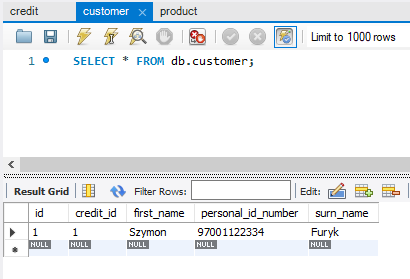 credit customer × product
Limit to 1000 rows
1 SELECT * FROM db.customer;
Result Grid Filter Rows: Edit:
id credit_id first_name personal_id_number surn_name
1 1 Szymon 97001122334 Furyk
NULL NULL NULL NULL NULL